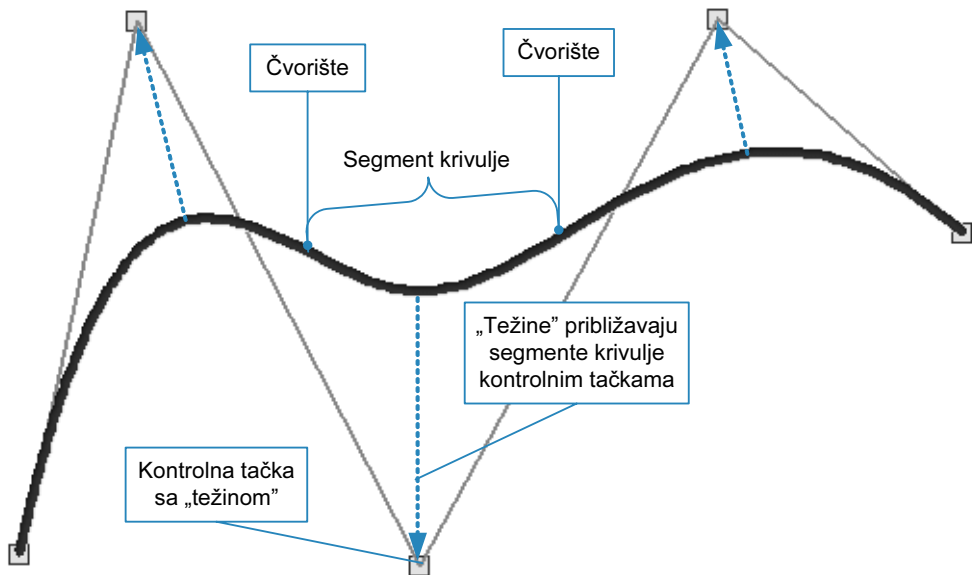 Čvorište
Čvorište
Segment krivulje
„Težine” približavaju
segmente krivulje
kontrolnim tačkama
Kontrolna tačka
sa „težinom”